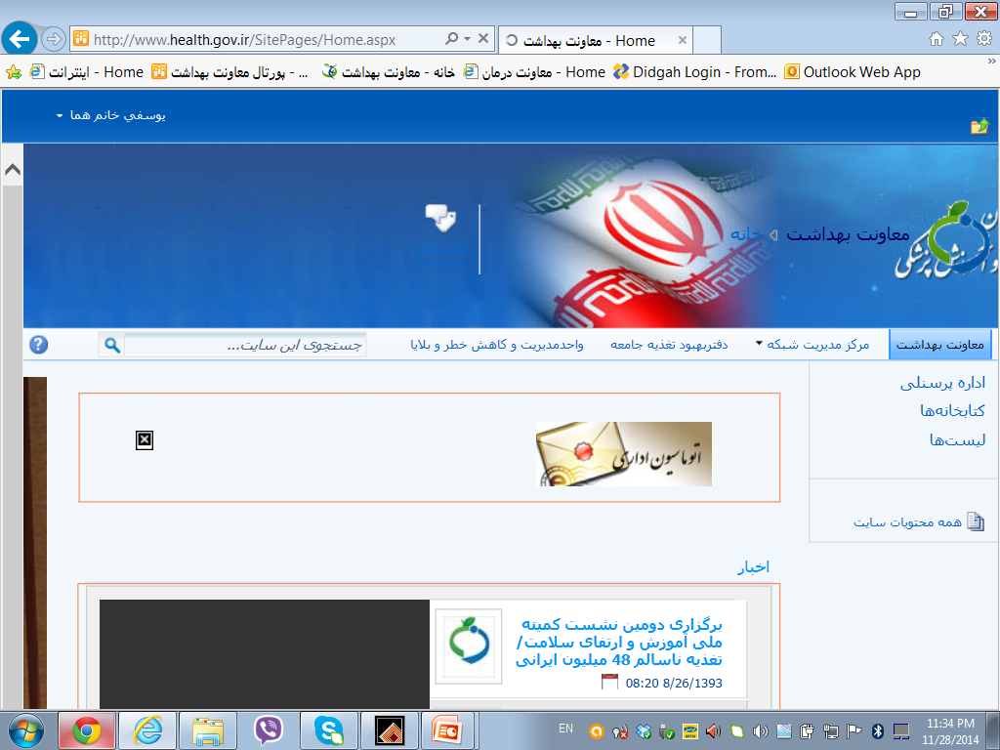 http://www.health.gov.ir/SitePages/Home.aspx
معاونت بهداشت - Home
اینترانت - Home
پورتال معاونت بهداشت - ...
خانه - معاونت بهداشت
معاونت درمان - Home
Didgah Login - From...
Outlook Web App
يوسفي خانم هما
معاونت بهداشت
خانه
معاونت بهداشت
مرکز مدیریت شبکه
دفتربهبود تغذیه جامعه
واحدمدیریت و کاهش خطر و بلایا
جستجوی این سایت...
اداره پرسنلی
کتابخانه‌ها
لیست‌ها
همه محتویات سایت
اتوماسیون اداری
اخبار
برگزاری دومین نشست کمیته
ملی آموزش و ارتقای سلامت/
تغذیه ناسالم 48 میلیون ایرانی
08:20 8/26/1393
EN
11:34 PM
11/28/2014